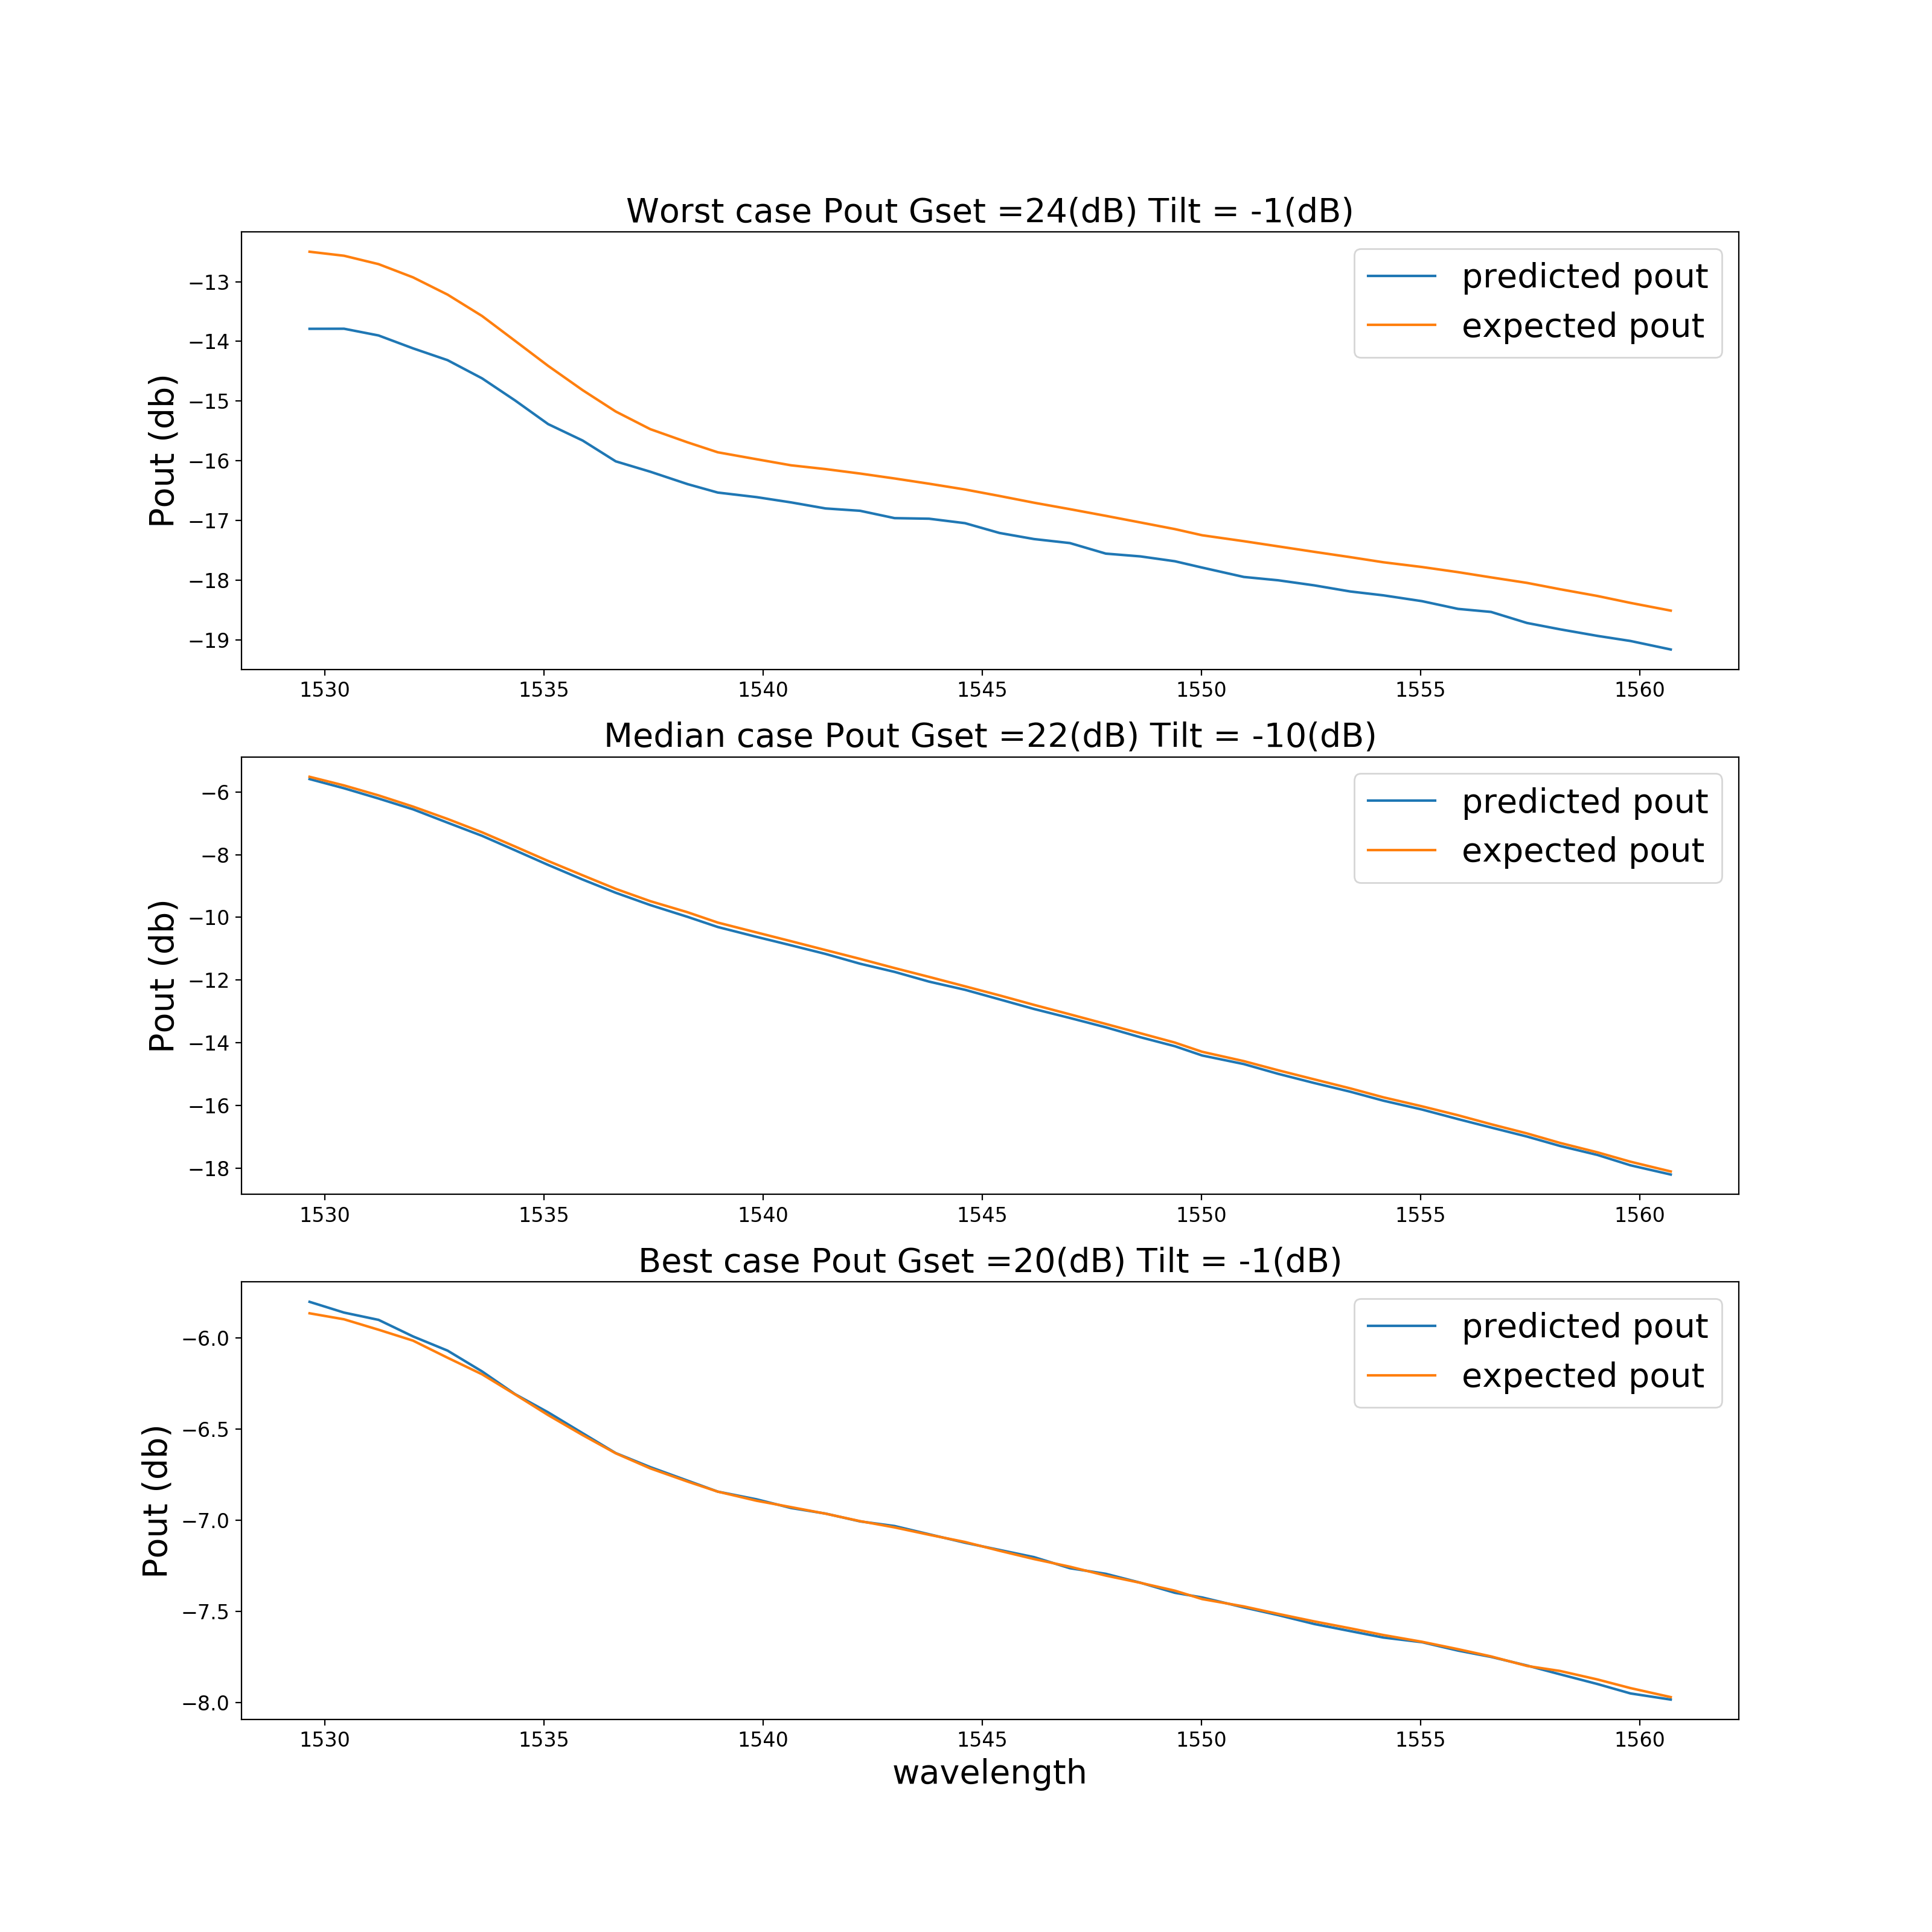 Worst case Pout Gset =24(dB) Tilt = -1(dB)
predicted pout
expected pout
Pout (db)
−13
−14
−15
−16
−17
−18
−19
1530 1535 1540 1545 1550 1555 1560
Median case Pout Gset =22(dB) Tilt = -10(dB)
predicted pout
expected pout
Pout (db)
−6
−8
−10
−12
−14
−16
−18
1530 1535 1540 1545 1550 1555 1560
Best case Pout Gset =20(dB) Tilt = -1(dB)
predicted pout
expected pout
Pout (db)
−6.0
−6.5
−7.0
−7.5
−8.0
1530 1535 1540 1545 1550 1555 1560
wavelength